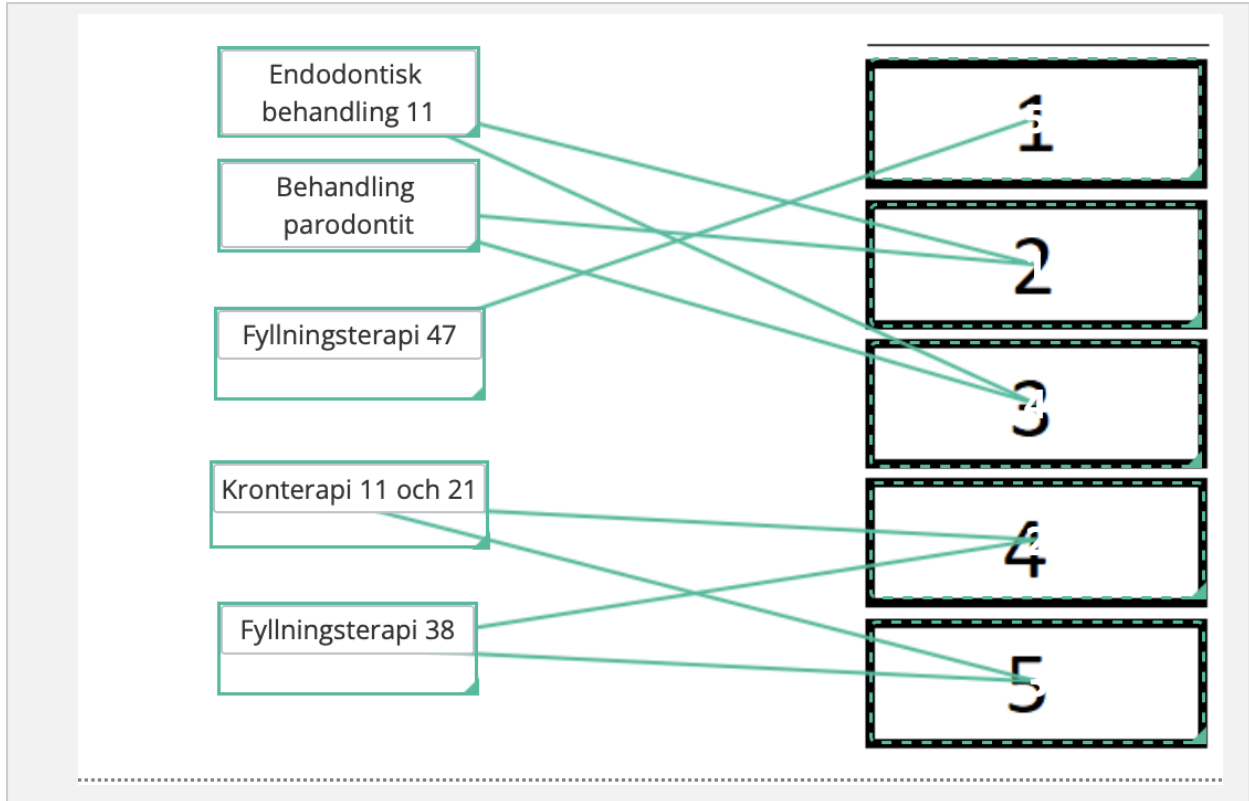 Endodontisk
behandling 11
Behandling
parodontit
Fyllningsterapi 47
Kronterapi 11 och 21
Fyllningsterapi 38
1
2
3
4
5